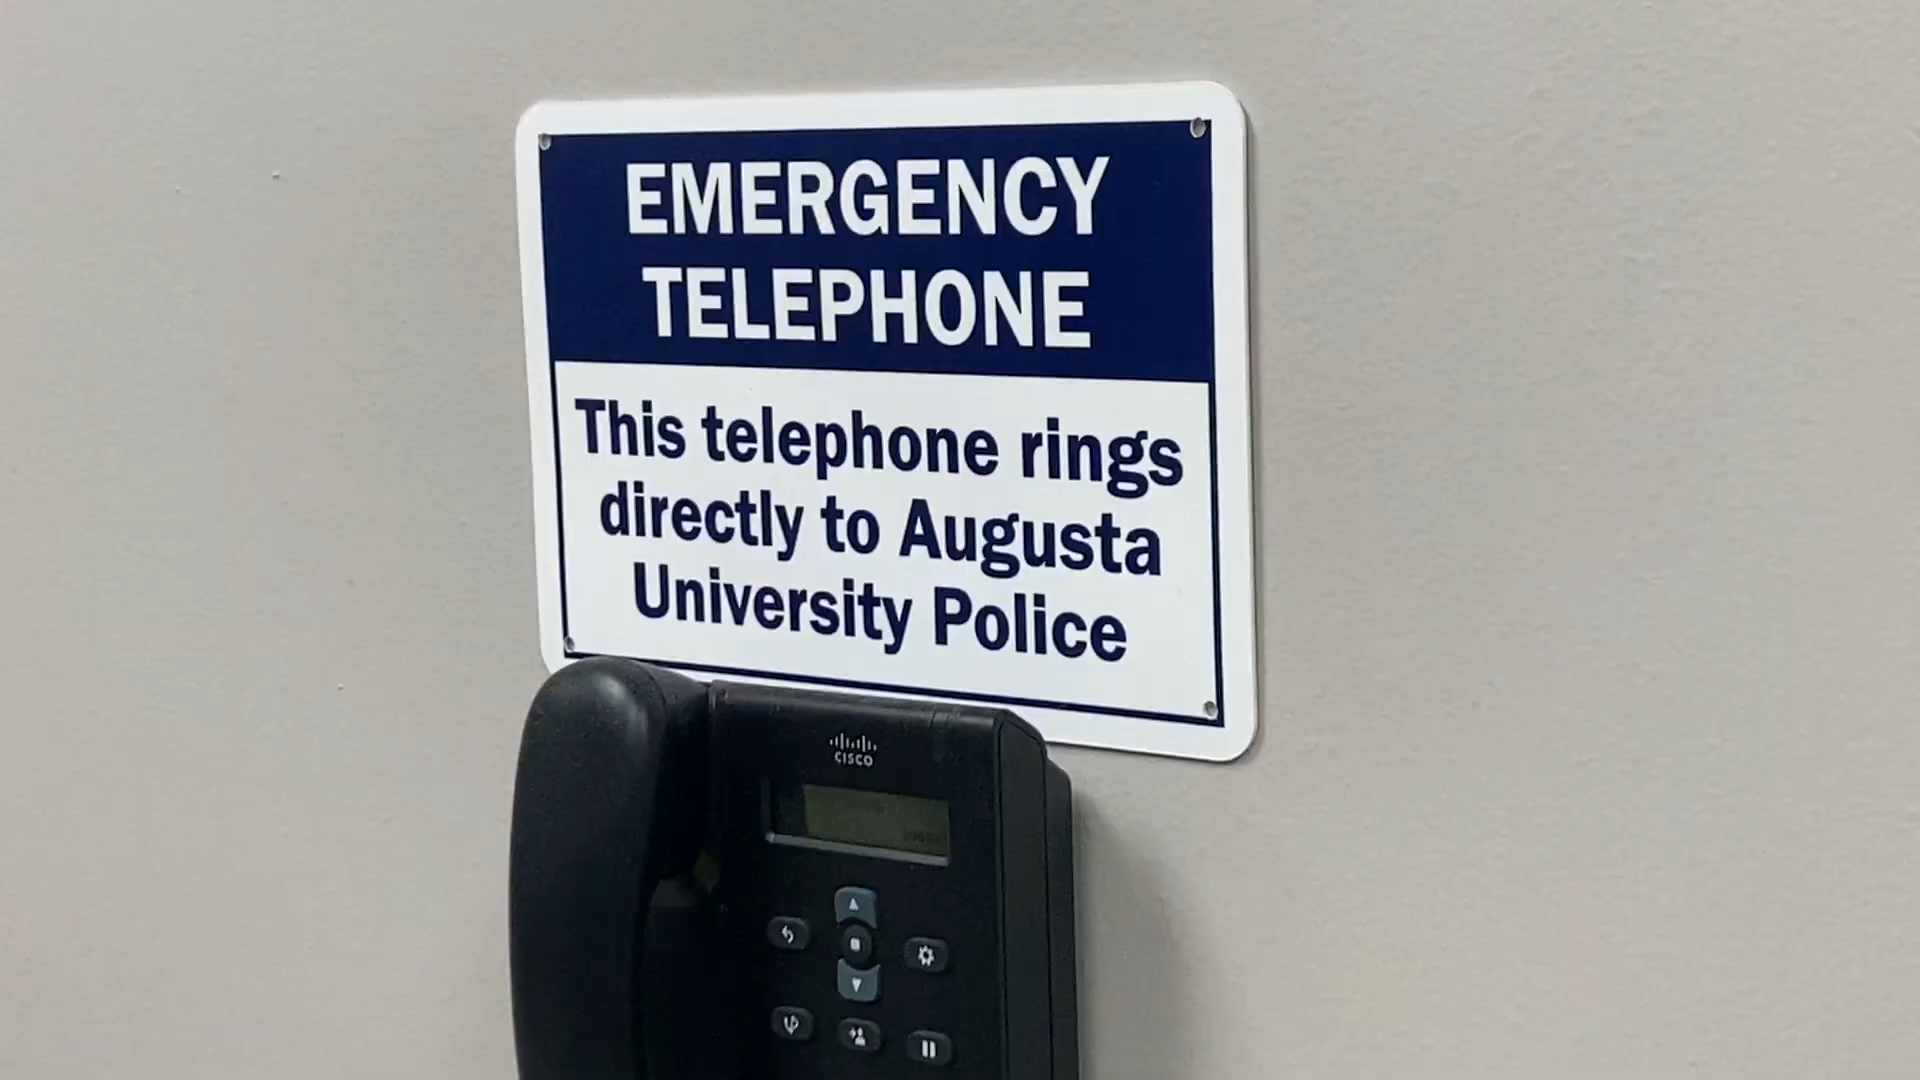 EMERGENCY
TELEPHONE
This telephone rings
directly to Augusta
University Police
CISCO